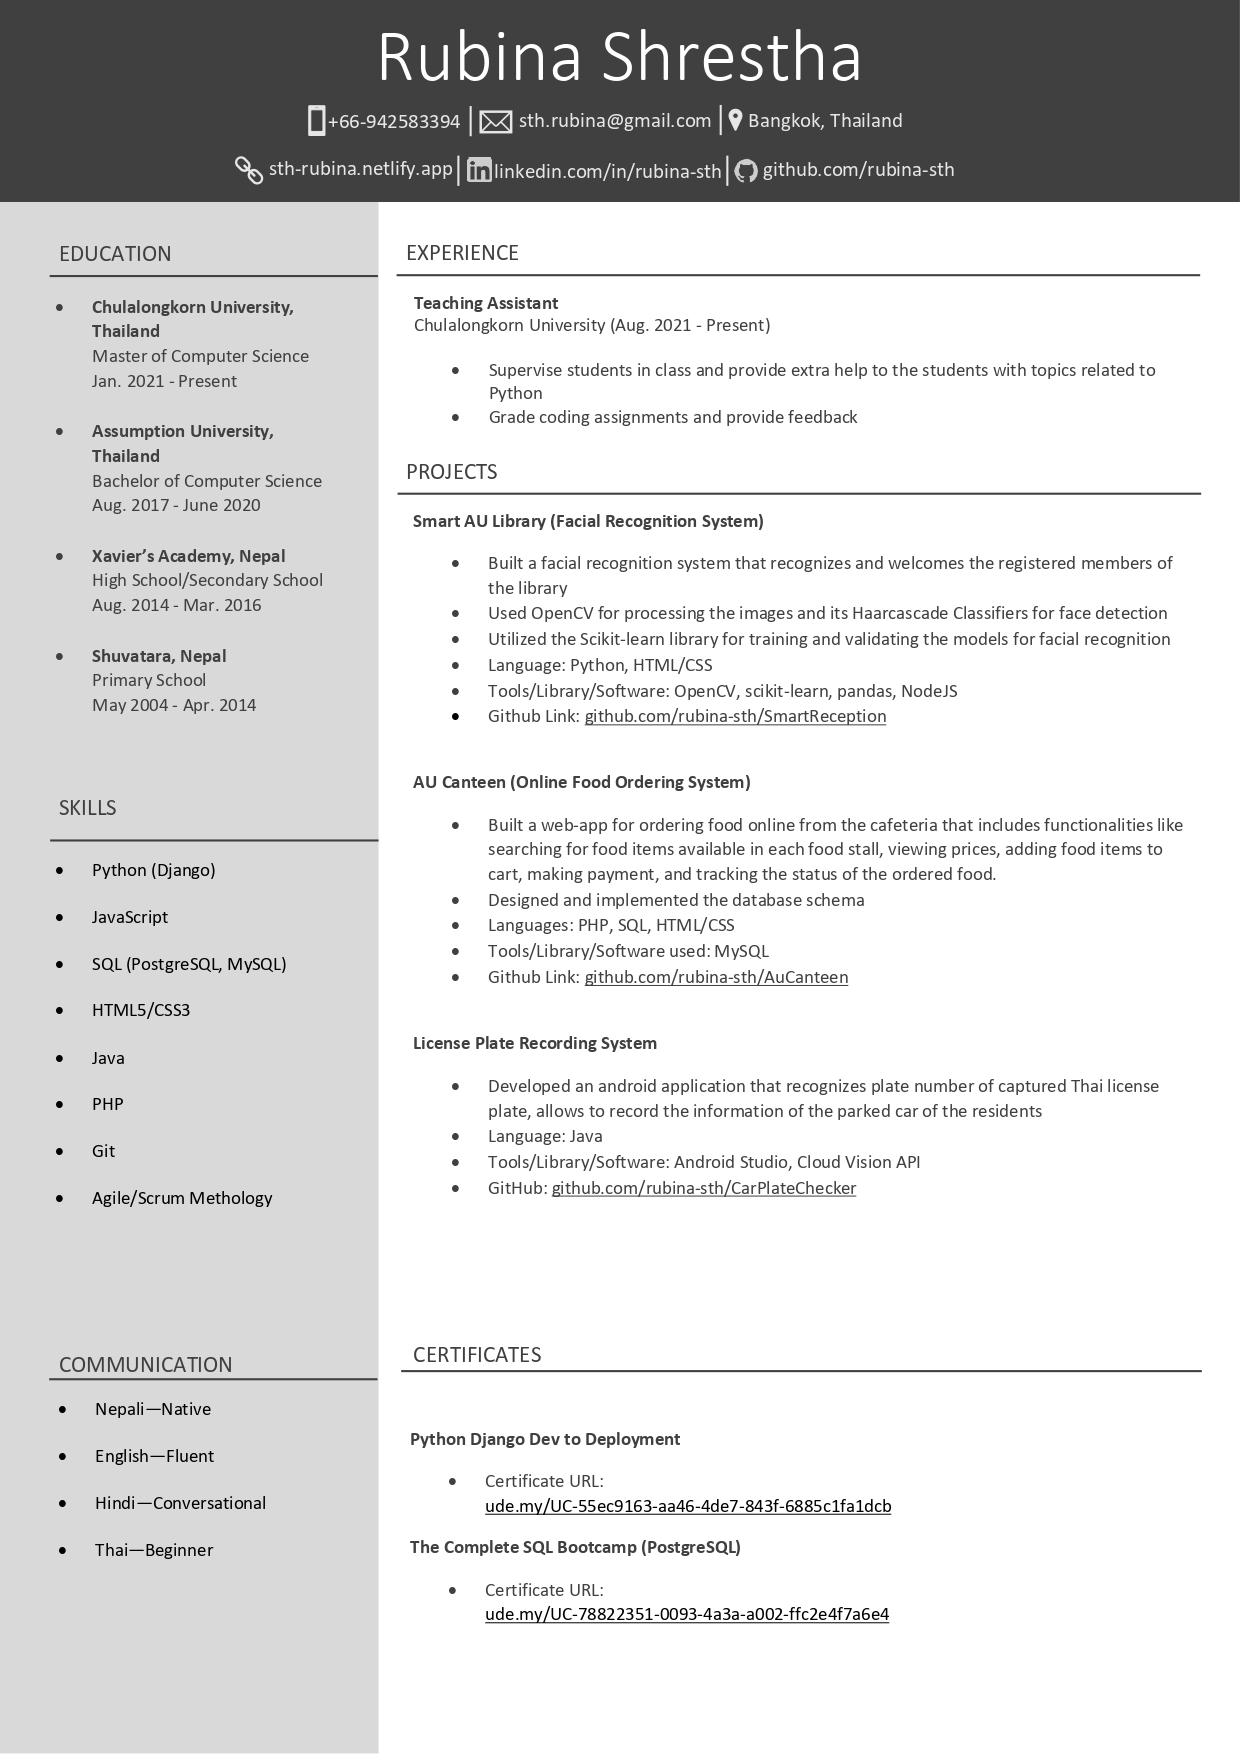 Rubina Shrestha
+66-942583394 | sth.rubina@gmail.com | Bangkok, Thailand
sth-rubina.netlify.app | linkedin.com/in/rubina-sth | github.com/rubina-sth
EDUCATION
• Chulalongkorn University,
Thailand
Master of Computer Science
Jan. 2021 - Present
• Assumption University,
Thailand
Bachelor of Computer Science
Aug. 2017 - June 2020
• Xavier’s Academy, Nepal
High School/Secondary School
Aug. 2014 - Mar. 2016
• Shuvatara, Nepal
Primary School
May 2004 - Apr. 2014
SKILLS
• Python (Django)
• JavaScript
• SQL (PostgreSQL, MySQL)
• HTML5/CSS3
• Java
• PHP
• Git
• Agile/Scrum Methology
COMMUNICATION
• Nepali—Native
• English—Fluent
• Hindi—Conversational
• Thai—Beginner
EXPERIENCE
Teaching Assistant
Chulalongkorn University (Aug. 2021 - Present)
• Supervise students in class and provide extra help to the students with topics related to
Python
• Grade coding assignments and provide feedback
PROJECTS
Smart AU Library (Facial Recognition System)
• Built a facial recognition system that recognizes and welcomes the registered members of
the library
• Used OpenCV for processing the images and its Haarcascade Classifiers for face detection
• Utilized the Scikit-learn library for training and validating the models for facial recognition
• Language: Python, HTML/CSS
• Tools/Library/Software: OpenCV, scikit-learn, pandas, NodeJS
• Github Link: github.com/rubina-sth/SmartReception
AU Canteen (Online Food Ordering System)
• Built a web-app for ordering food online from the cafeteria that includes functionalities like
searching for food items available in each food stall, viewing prices, adding food items to
cart, making payment, and tracking the status of the ordered food.
• Designed and implemented the database schema
• Languages: PHP, SQL, HTML/CSS
• Tools/Library/Software used: MySQL
• Github Link: github.com/rubina-sth/AuCanteen
License Plate Recording System
• Developed an android application that recognizes plate number of captured Thai license
plate, allows to record the information of the parked car of the residents
• Language: Java
• Tools/Library/Software: Android Studio, Cloud Vision API
• GitHub: github.com/rubina-sth/CarPlateChecker
CERTIFICATES
Python Django Dev to Deployment
• Certificate URL:
ude.my/UC-55ec9163-aa46-4de7-843f-6885c1fa1dcb
The Complete SQL Bootcamp (PostgreSQL)
• Certificate URL:
ude.my/UC-78822351-0093-4a3a-a002-ffc2e4f7a6e4